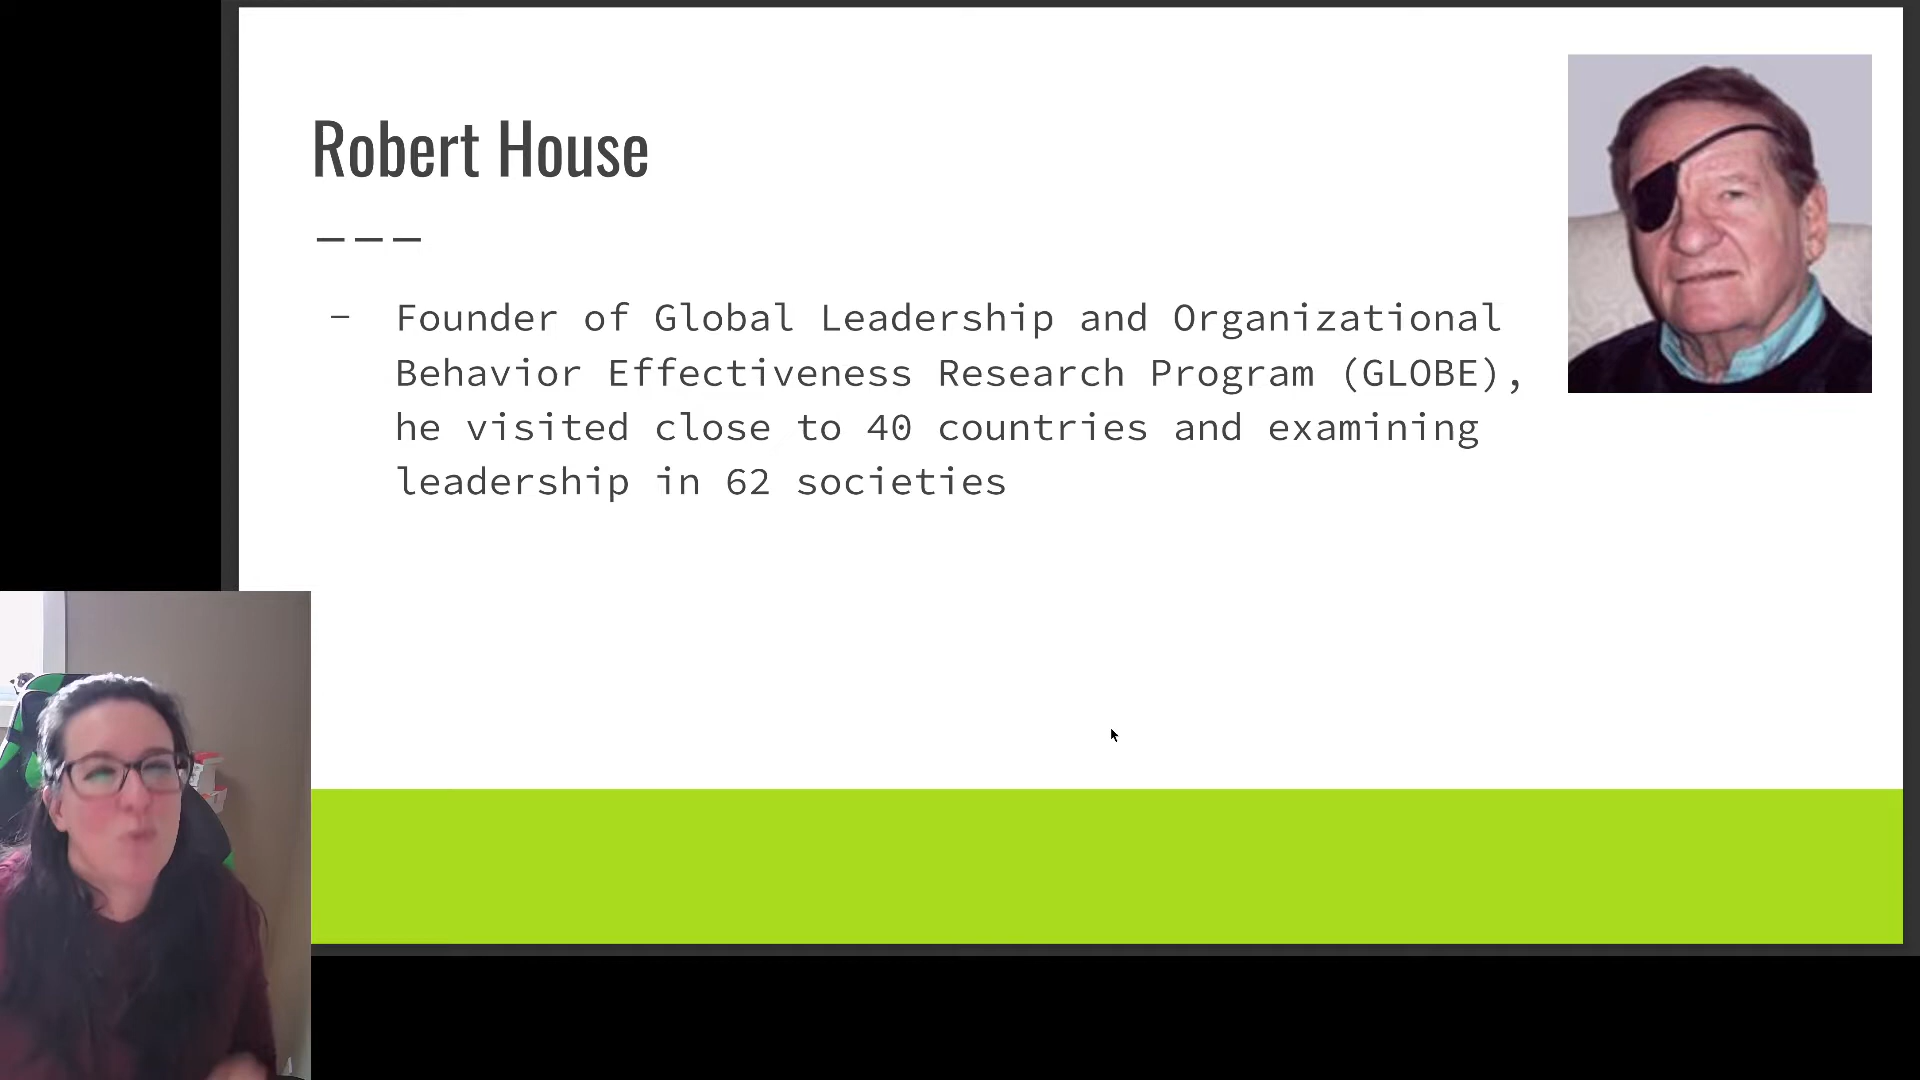 Robert House
- Founder of Global Leadership and Organizational
Behavior Effectiveness Research Program (GLOBE),
he visited close to 40 countries and examining
leadership in 62 societies